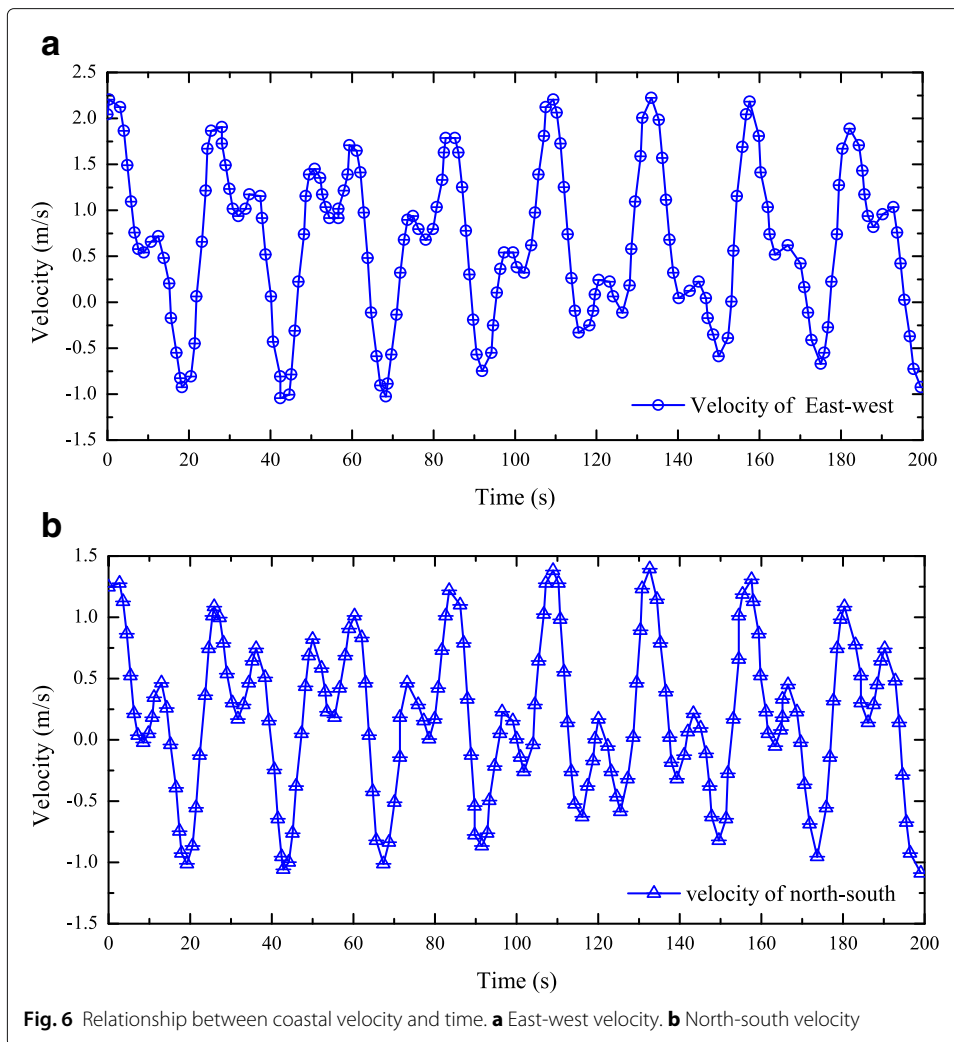 a
2.5
2.0
1.5
1.0
0.5
0.0
-0.5
-1.0
-1.5
Velocity (m/s)
Velocity of East-west
0 20 40 60 80 100 120 140 160 180 200
Time (s)
b
1.5
1.0
0.5
0.0
-0.5
-1.0
-1.5
Velocity (m/s)
velocity of north-south
0 20 40 60 80 100 120 140 160 180 200
Time (s)
Fig. 6 Relationship between coastal velocity and time. a East-west velocity. b North-south velocity